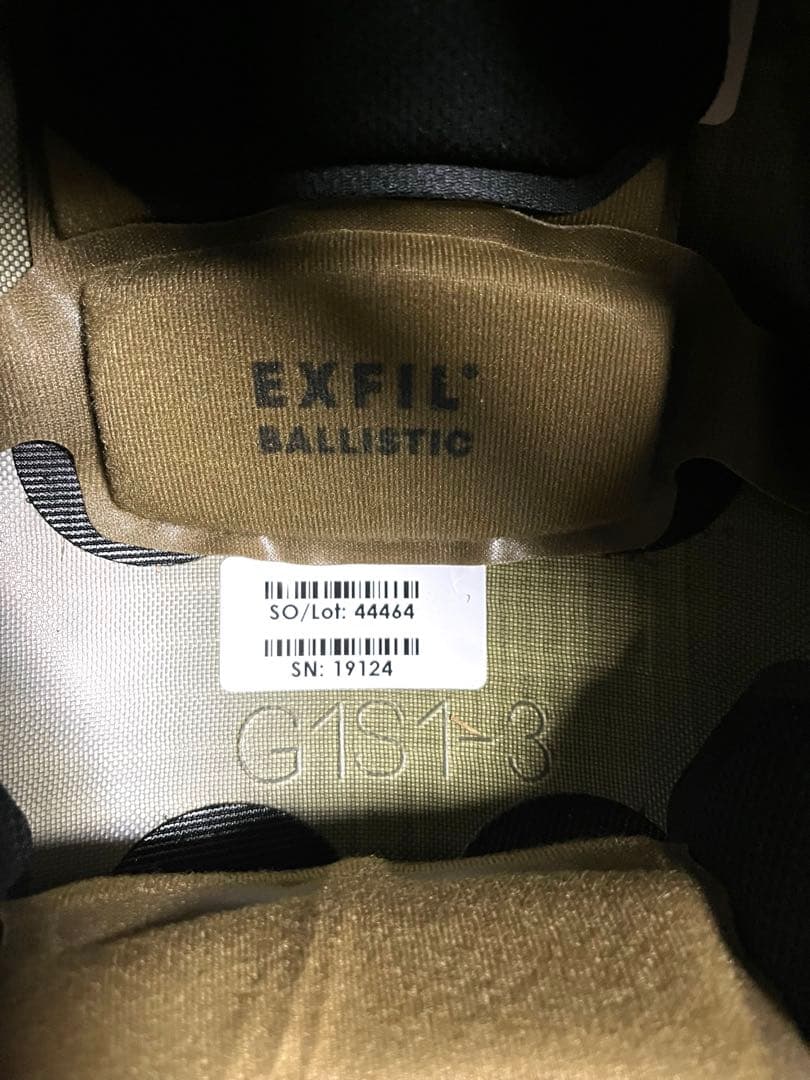 EXFIL®
BALLISTIC
SO/Lot: 44464
SN: 19124
G1S1-3